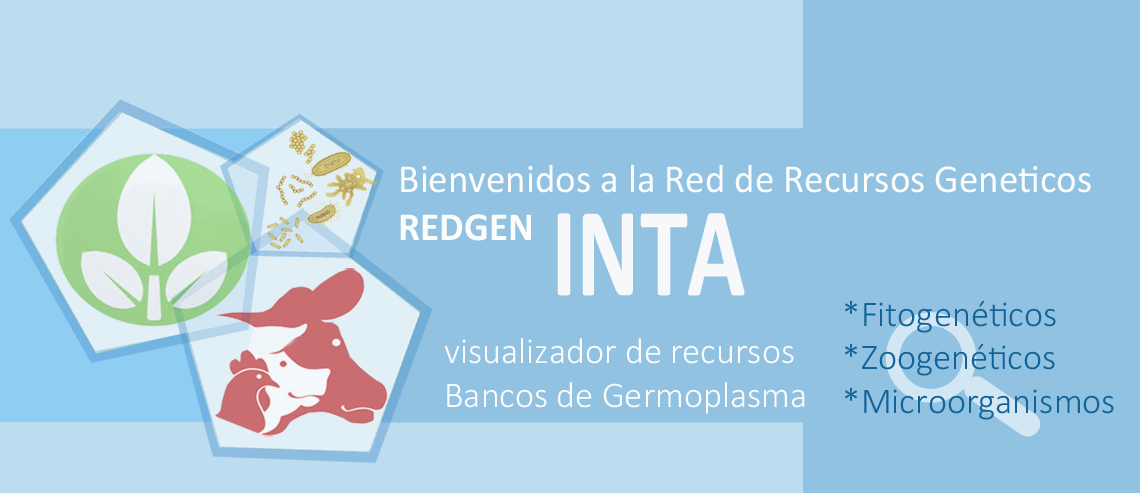 Bienvenidos a la Red de Recursos Geneticos
REDGEN INTA
visualizador de recursos
Bancos de Germoplasma
*Fitogenéticos
*Zoogenéticos
*Microorganismos